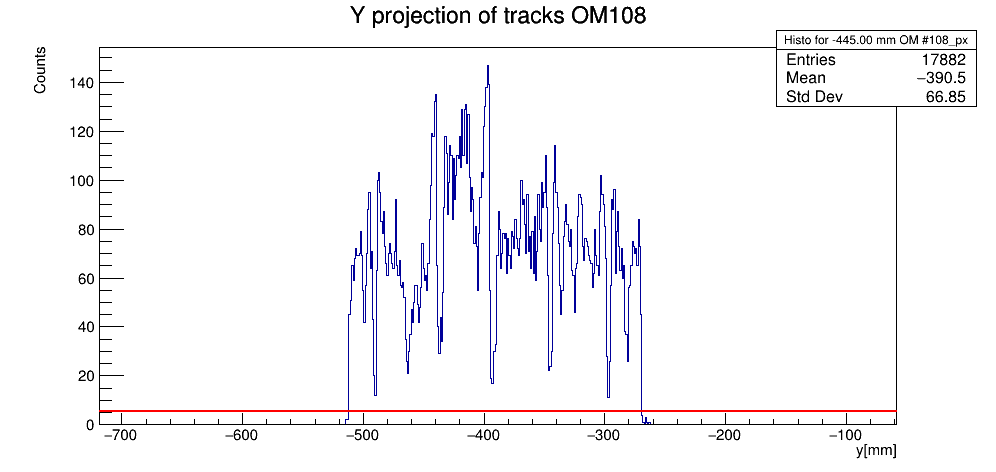 Y projection of tracks OM108
Histo for -445.00 mm OM #108_px
Entries 17882
Mean −390.5
Std Dev 66.85
Counts
140
120
100
80
60
40
20
0
−700 −600 −500 −400 −300 −200 −100
y[mm]